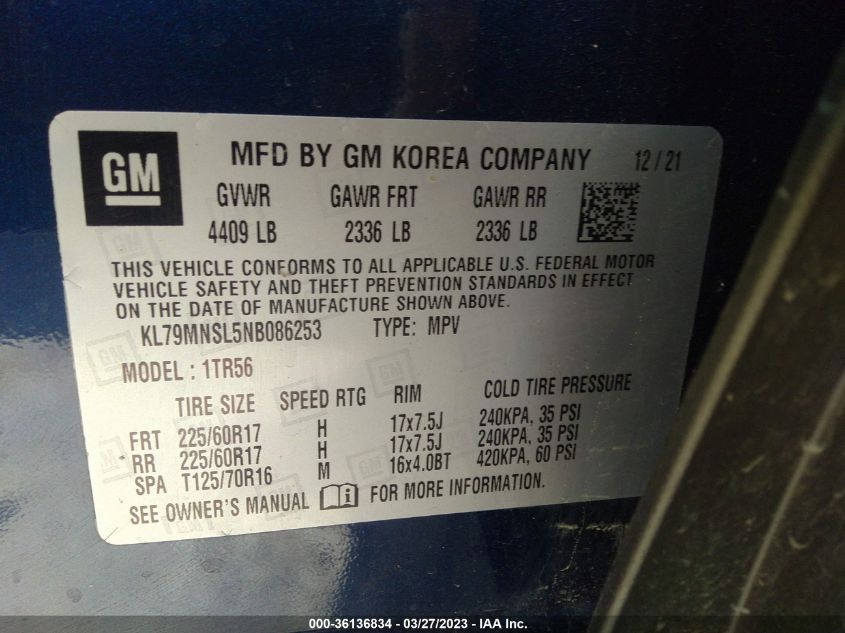 GM
MFD BY GM KOREA COMPANY 12/21
GVWR GAWR FRT GAWR RR
4409 LB 2336 LB 2336 LB
THIS VEHICLE CONFORMS TO ALL APPLICABLE U.S. FEDERAL MOTOR
VEHICLE SAFETY AND THEFT PREVENTION STANDARDS IN EFFECT
ON THE DATE OF MANUFACTURE SHOWN ABOVE.
KL79MNSL5NB086253 TYPE: MPV
MODEL: 1TR56
TIRE SIZE SPEED RTG RIM COLD TIRE PRESSURE
FRT 225/60R17 H 17x7.5J 240KPA, 35 PSI
RR 225/60R17 H 17x7.5J 240KPA, 35 PSI
SPA T125/70R16 M 16x4.0BT 420KPA, 60 PSI
SEE OWNER'S MANUAL i FOR MORE INFORMATION.
000-36136834 / 03/27/2023 – IAA Inc.